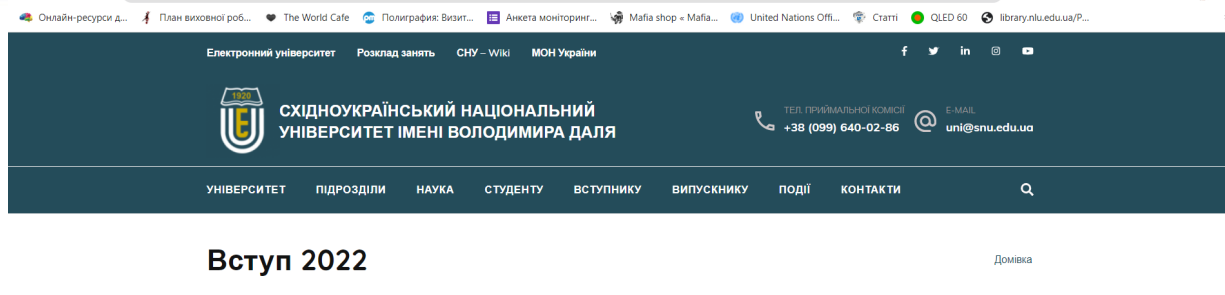 Онлайн-ресурси д... План виховної роб... The World Cafe Полиграфия: Визит... Анкета моніторинг... Mafia shop « Mafia... United Nations Offi... Статті QLED 60 library.nlu.edu.ua/P...
Електронний університет Розклад занять СНУ – Wiki МОН України
1920
СХІДНОУКРАЇНСЬКИЙ НАЦІОНАЛЬНИЙ
УНІВЕРСИТЕТ ІМЕНІ ВОЛОДИМИРА ДАЛЯ
ТЕЛ. ПРИЙМАЛЬНОЇ КОМІСІЇ
+38 (099) 640-02-86
E-MAIL
uni@snu.edu.ua
УНІВЕРСИТЕТ ПІДРОЗДІЛИ НАУКА СТУДЕНТУ ВСТУПНИКУ ВИПУСКНИКУ ПОДІЇ КОНТАКТИ
Вступ 2022
Домівка